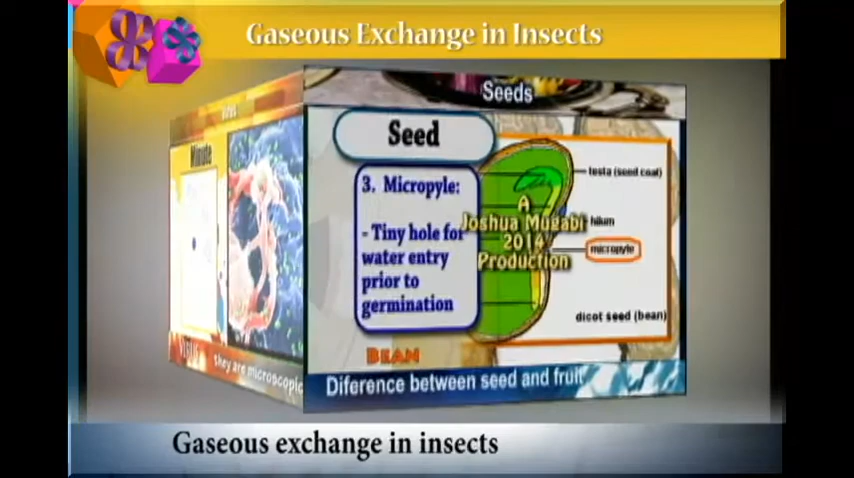 Gaseous Exchange in Insects
Seeds
Minute
Seed
3. Micropyle:
- Tiny hole for
water entry
prior to
germination
testa (seed coat)
hilum
micropyle
dicot seed (bean)
A
Joshua Mugabi
2014
Production
BEAN
they are microscopic
Diference between seed and fruit
Gaseous exchange in insects